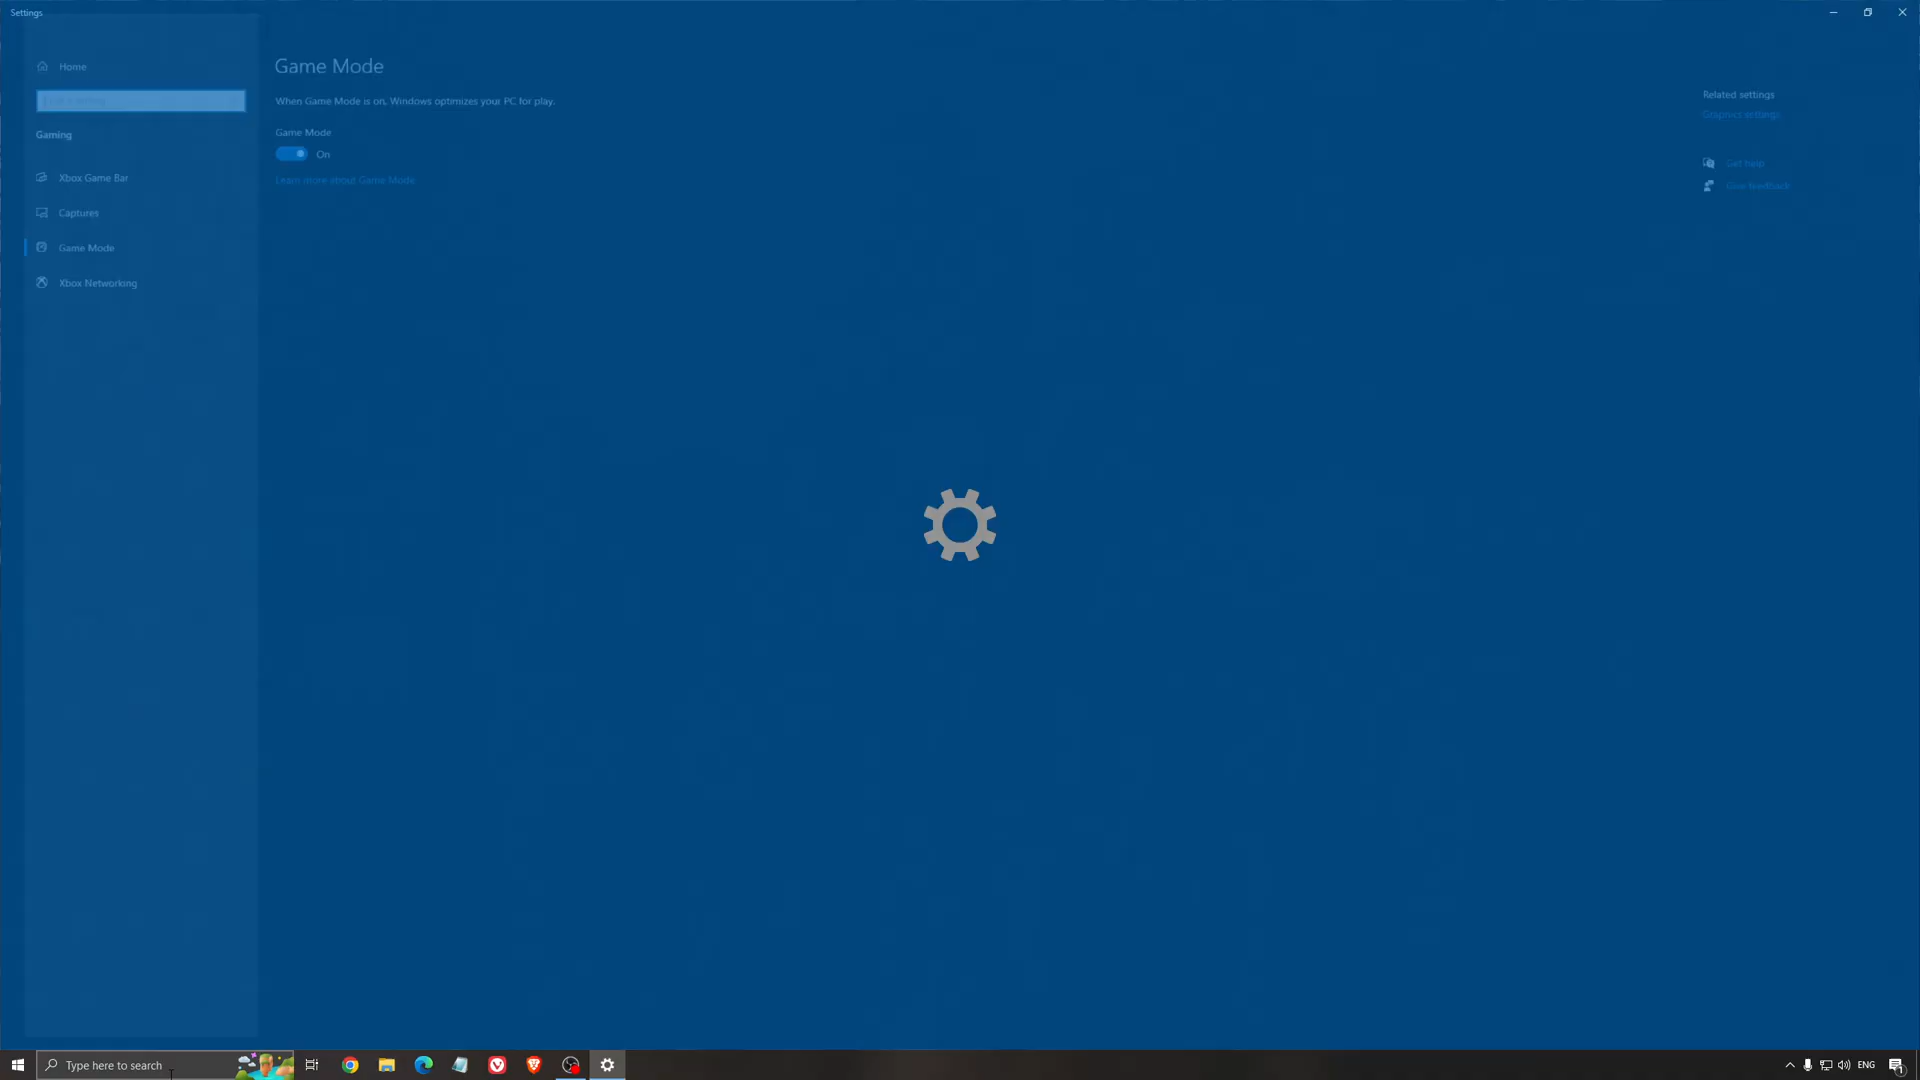 Settings
Home
Gaming
Xbox Game Bar
Captures
Game Mode
Xbox Networking
Game Mode
When Game Mode is on, Windows optimizes your PC for play.
Game Mode
On
Learn more about Game Mode
Related settings
Graphics settings
Get help
Give feedback
Type here to search
ENG
1